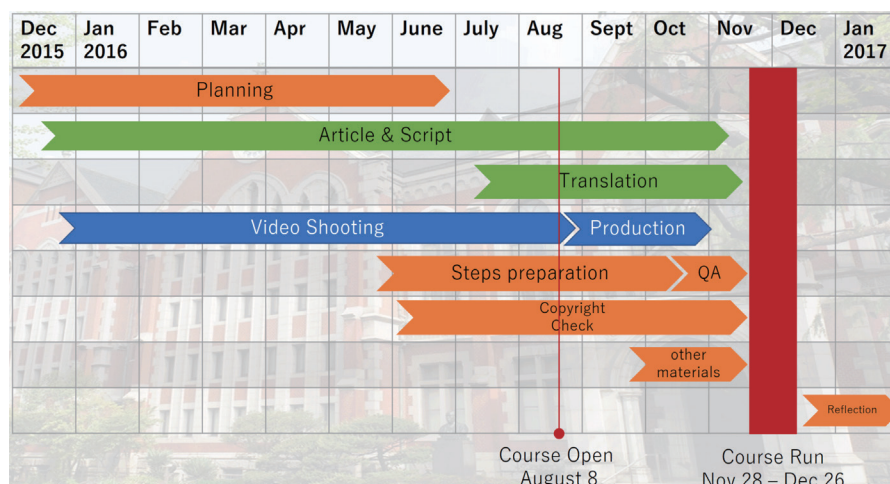 Dec Jan Feb Mar Apr May June July Aug Sept Oct Nov Dec Jan
2015 2016 2017
Planning
Article & Script
Translation
Video Shooting Production
Steps preparation QA
Copyright
Check
other
materials
Reflection
Course Open
August 8
Course Run
Nov 28 – Dec 26